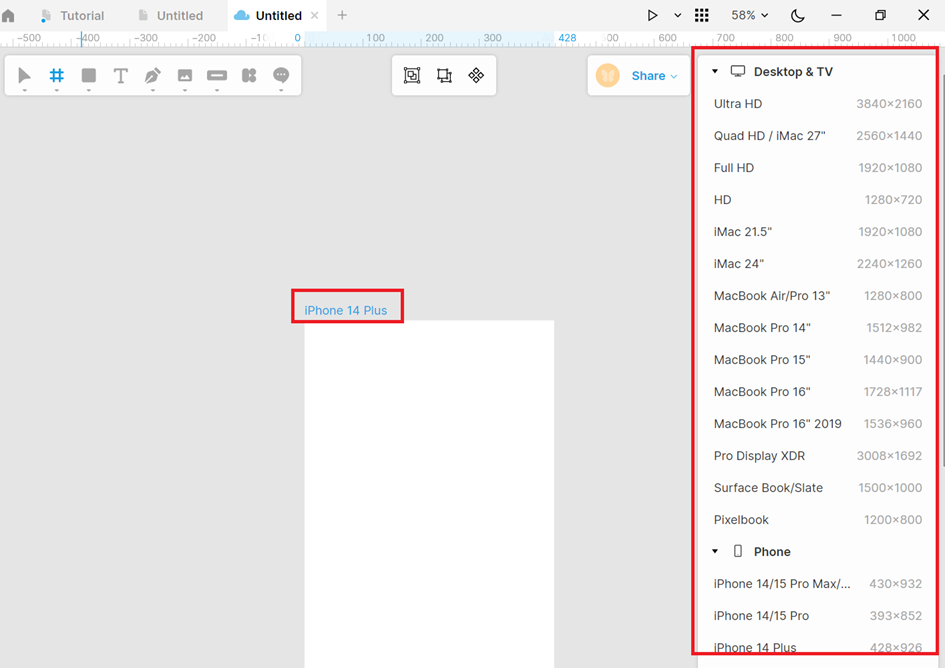 Tutorial
Untitled
Untitled
58%
-500
-400
-300
-200
-10
0
100
200
300
428
00
600
700
800
900
1000
T
Share
iPhone 14 Plus
Desktop & TV
Ultra HD 3840×2160
Quad HD / iMac 27" 2560×1440
Full HD 1920×1080
HD 1280×720
iMac 21.5" 1920×1080
iMac 24" 2240×1260
MacBook Air/Pro 13" 1280×800
MacBook Pro 14" 1512×982
MacBook Pro 15" 1440×900
MacBook Pro 16" 1728×1117
MacBook Pro 16" 2019 1536×960
Pro Display XDR 3008×1692
Surface Book/Slate 1500×1000
Pixelbook 1200×800
Phone
iPhone 14/15 Pro Max/... 430×932
iPhone 14/15 Pro 393×852
iPhone 14 Plus 428×926